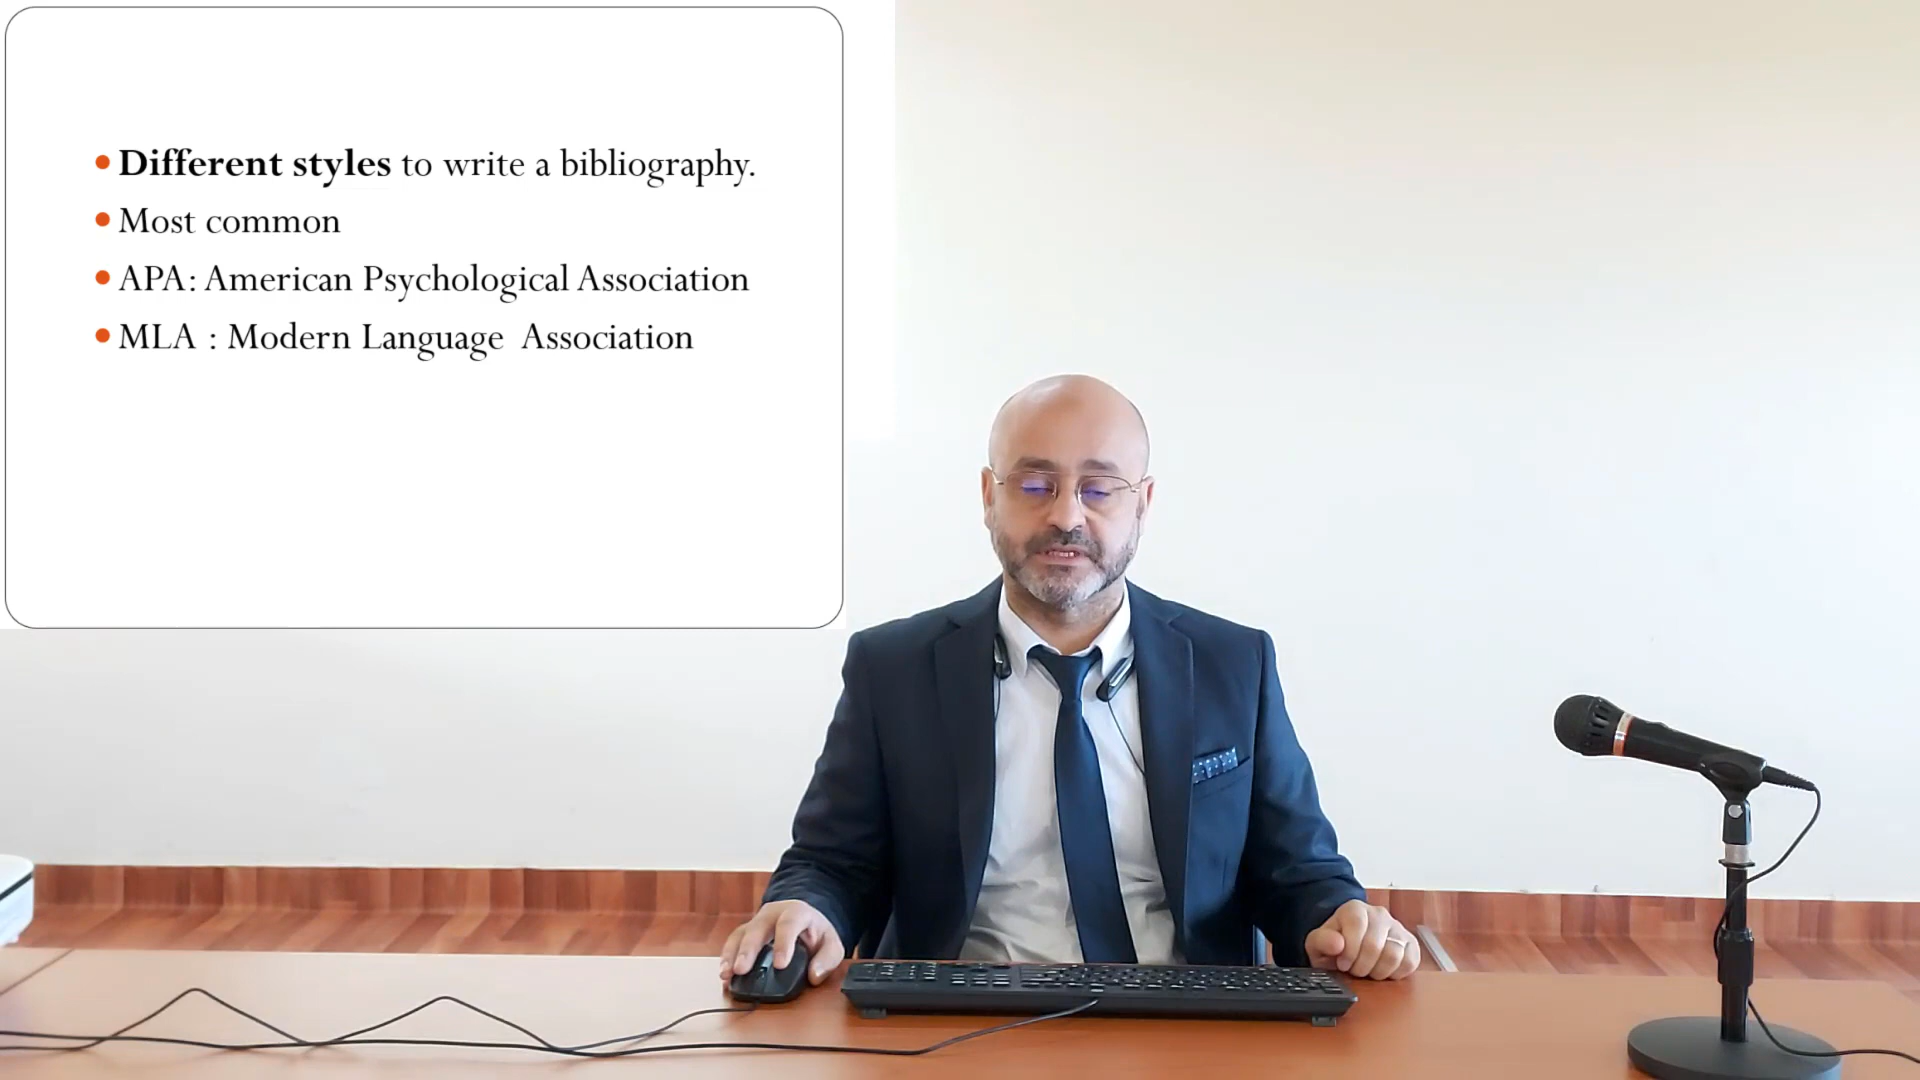 • Different styles to write a bibliography.
• Most common
• APA: American Psychological Association
• MLA : Modern Language Association